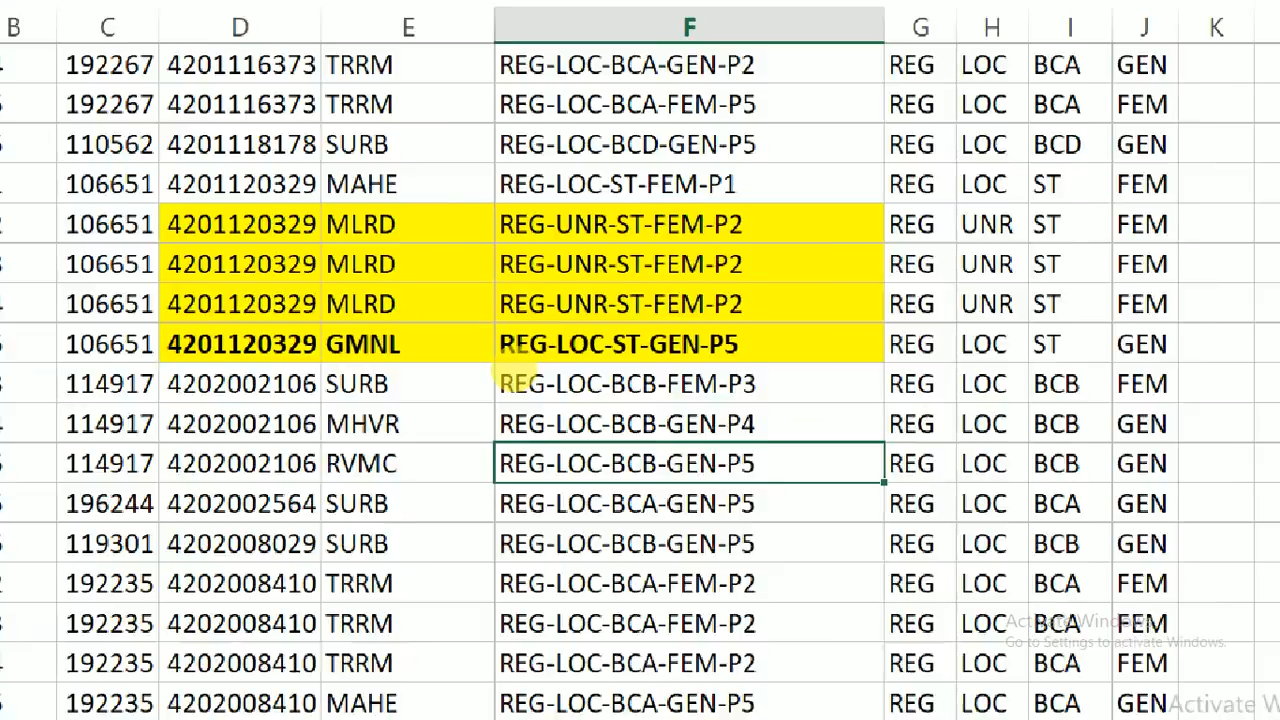 B C D E F G H I J K
192267 4201116373 TRRM REG-LOC-BCA-GEN-P2 REG LOC BCA GEN
192267 4201116373 TRRM REG-LOC-BCA-FEM-P5 REG LOC BCA FEM
110562 4201118178 SURB REG-LOC-BCD-GEN-P5 REG LOC BCD GEN
106651 4201120329 MAHE REG-LOC-ST-FEM-P1 REG LOC ST FEM
106651 4201120329 MLRD REG-UNR-ST-FEM-P2 REG UNR ST FEM
106651 4201120329 MLRD REG-UNR-ST-FEM-P2 REG UNR ST FEM
106651 4201120329 MLRD REG-UNR-ST-FEM-P2 REG UNR ST FEM
106651 4201120329 GMNL REG-LOC-ST-GEN-P5 REG LOC ST GEN
114917 4202002106 SURB REG-LOC-BCB-FEM-P3 REG LOC BCB FEM
114917 4202002106 MHVR REG-LOC-BCB-GEN-P4 REG LOC BCB GEN
114917 4202002106 RVMC REG-LOC-BCB-GEN-P5 REG LOC BCB GEN
196244 4202002564 SURB REG-LOC-BCA-GEN-P5 REG LOC BCA GEN
119301 4202008029 SURB REG-LOC-BCB-GEN-P5 REG LOC BCB GEN
192235 4202008410 TRRM REG-LOC-BCA-FEM-P2 REG LOC BCA FEM
192235 4202008410 TRRM REG-LOC-BCA-FEM-P2 REG LOC BCA FEM
Activate Windows
Go to Settings to activate Windows.
192235 4202008410 TRRM REG-LOC-BCA-FEM-P2 REG LOC BCA FEM
192235 4202008410 MAHE REG-LOC-BCA-GEN-P5 REG LOC BCA GEN
Activate